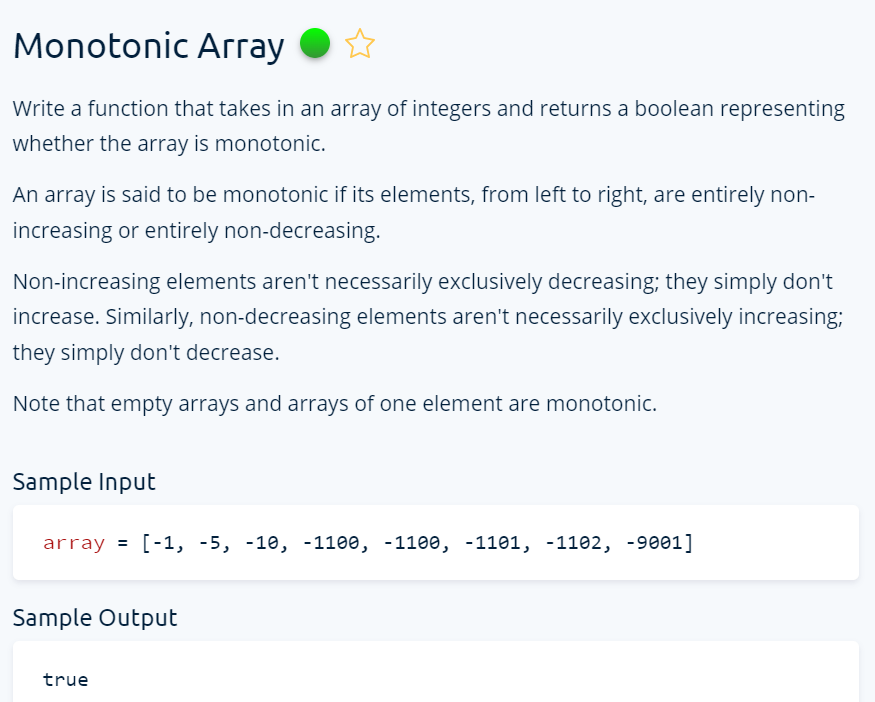 Monotonic Array
Write a function that takes in an array of integers and returns a boolean representing
whether the array is monotonic.
An array is said to be monotonic if its elements, from left to right, are entirely non-
increasing or entirely non-decreasing.
Non-increasing elements aren't necessarily exclusively decreasing; they simply don't
increase. Similarly, non-decreasing elements aren't necessarily exclusively increasing;
they simply don't decrease.
Note that empty arrays and arrays of one element are monotonic.
Sample Input
array = [-1, -5, -10, -1100, -1100, -1101, -1102, -9001]
Sample Output
true